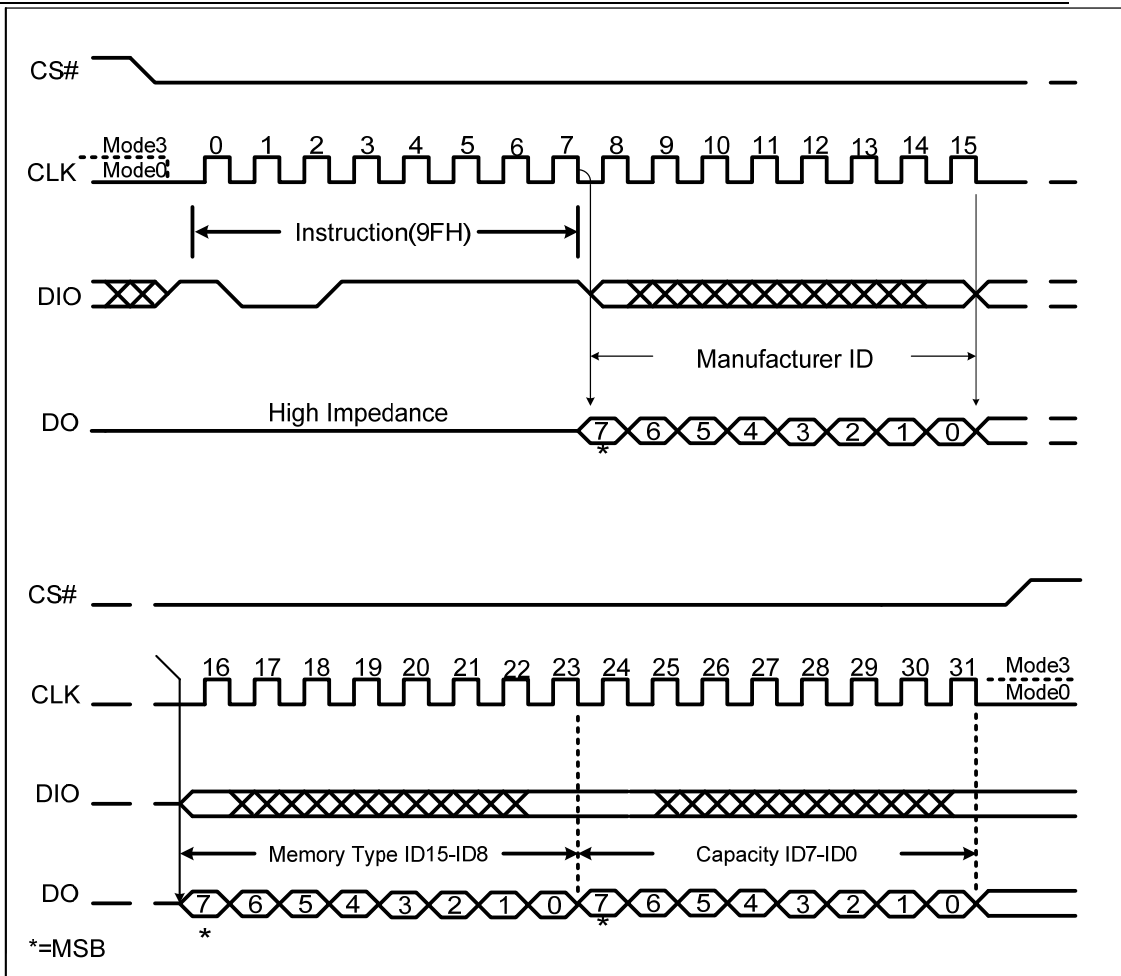 CS#
Mode3
0 1 2 3 4 5 6 7 8 9 10 11 12 13 14 15
CLK
Mode0
Instruction(9FH)
DIO
Manufacturer ID
High Impedance
DO
7 6 5 4 3 2 1 0
*
CS#
16 17 18 19 20 21 22 23 24 25 26 27 28 29 30 31
Mode3
CLK
Mode0
DIO
Memory Type ID15-ID8
Capacity ID7-ID0
DO
7 6 5 4 3 2 1 0 7 6 5 4 3 2 1 0
* *
*=MSB